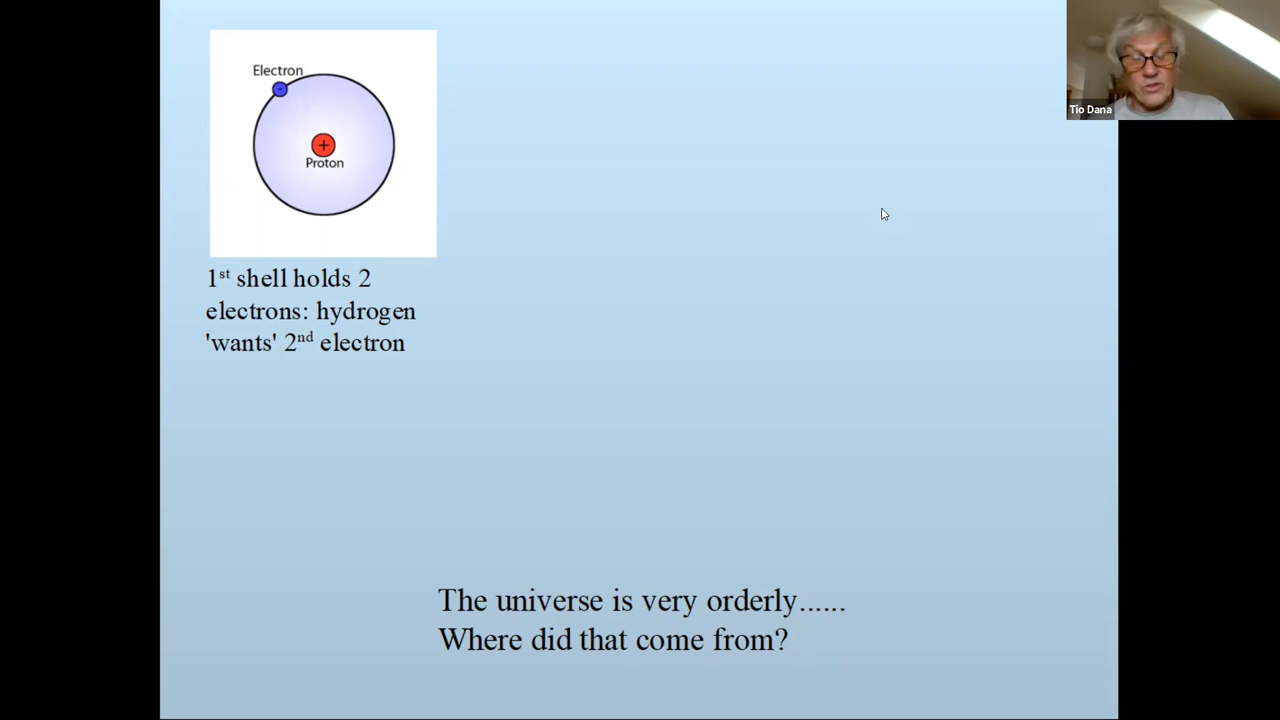 Electron
-
+
Proton
1st shell holds 2
electrons: hydrogen
'wants' 2nd electron
The universe is very orderly......
Where did that come from?
Tio Dana